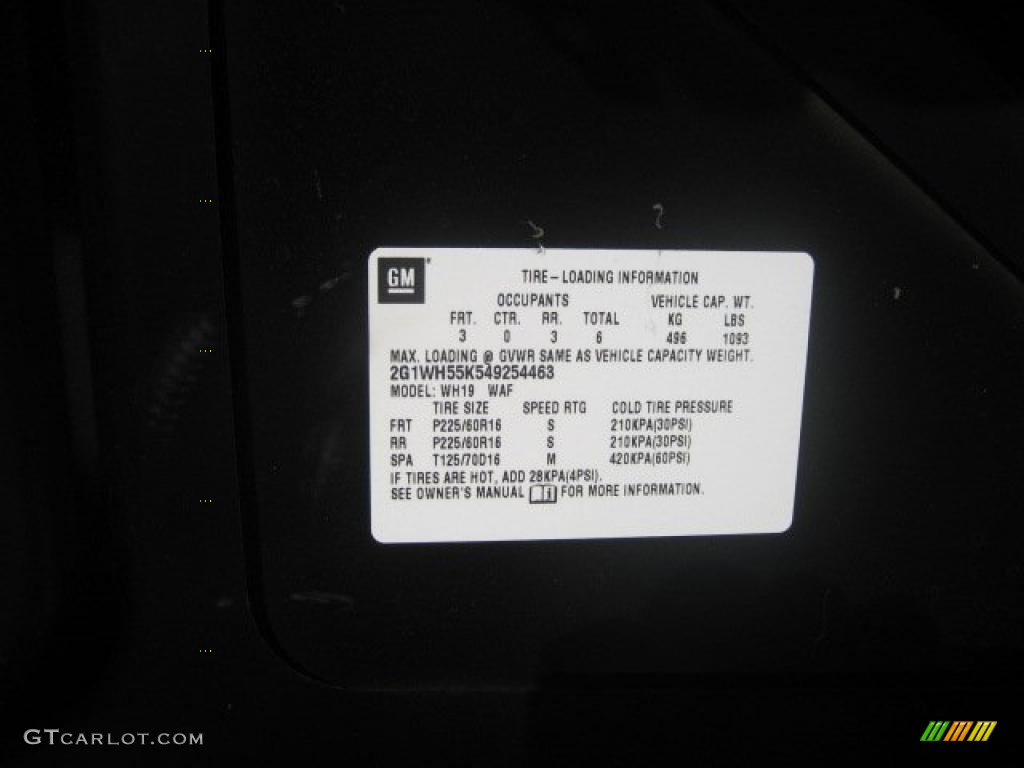 GM
TIRE-LOADING INFORMATION
OCCUPANTS VEHICLE CAP. WT.
FRT. CTR. RR. TOTAL KG LBS
3 0 3 6 496 1093
MAX. LOADING @ GVWR SAME AS VEHICLE CAPACITY WEIGHT.
2G1WH55K549254463
MODEL: WH19 WAF
TIRE SIZE SPEED RTG COLD TIRE PRESSURE
FRT P225/60R16 S 210KPA(30PSI)
RR P225/60R16 S 210KPA(30PSI)
SPA T125/70D16 M 420KPA(60PSI)
IF TIRES ARE HOT, ADD 28KPA(4PSI).
SEE OWNER'S MANUAL i FOR MORE INFORMATION.
GTCARLOT.COM